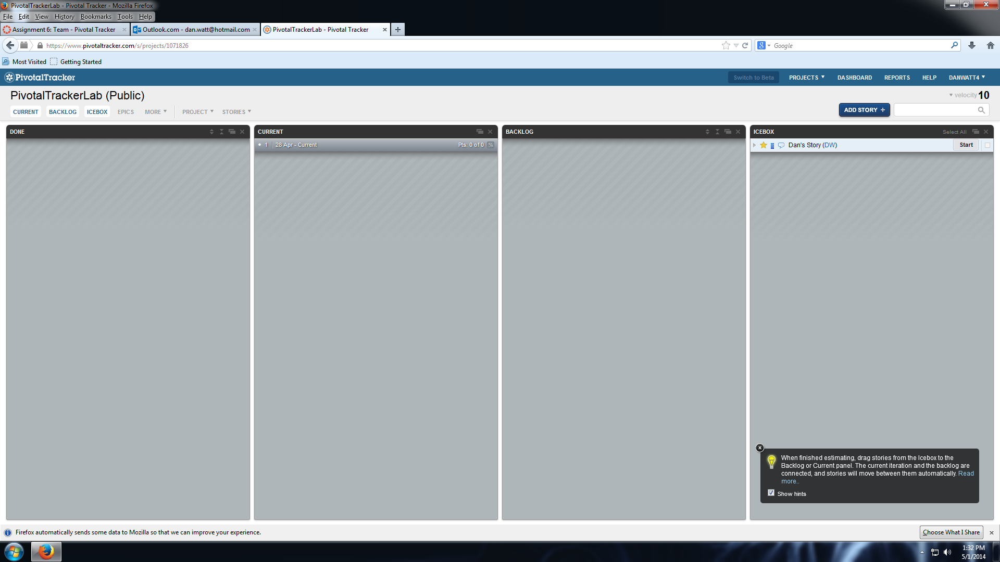 PivotalTrackerLab - Pivotal Tracker - Mozilla Firefox
File Edit View History Bookmarks Tools Help
Assignment 6: Team - Pivotal Tracker Outlook.com - dan.watt@hotmail.com PivotalTrackerLab - Pivotal Tracker
https://www.pivotaltracker.com/s/projects/1071826 Google
Most Visited Getting Started
PivotalTracker Switch to Beta PROJECTS DASHBOARD REPORTS HELP DANWATT4
PivotalTrackerLab (Public) velocity 10
CURRENT BACKLOG ICEBOX EPICS MORE PROJECT STORIES ADD STORY +
DONE CURRENT BACKLOG ICEBOX Select All
1 28 Apr - Current Pts: 0 of 0 % Dan's Story (DW) Start
When finished estimating, drag stories from the Icebox to the
Backlog or Current panel. The current iteration and the backlog are
connected, and stories will move between them automatically. Read
more..
Show hints
Firefox automatically sends some data to Mozilla so that we can improve your experience. Choose What I Share
1:32 PM
5/1/2014